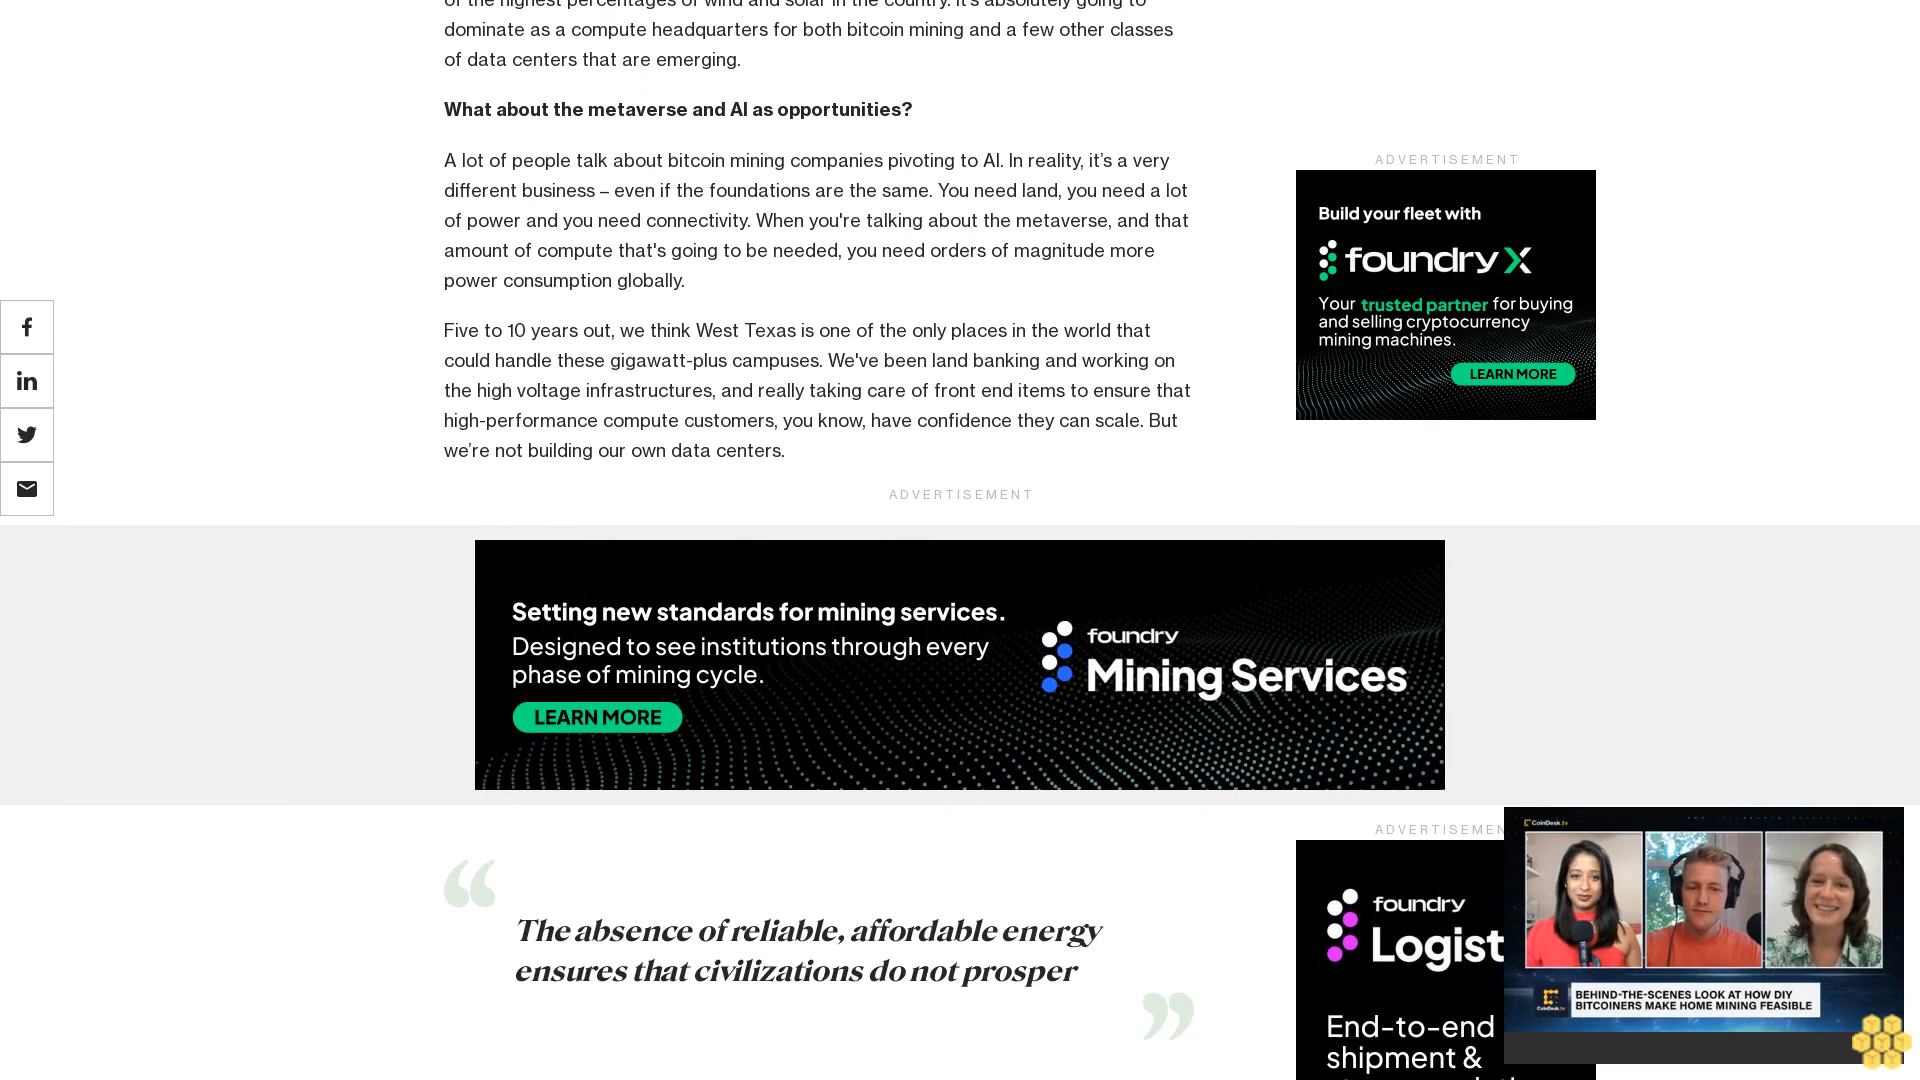 of the highest percentages of wind and solar in the country. It's absolutely going to
dominate as a compute headquarters for both bitcoin mining and a few other classes
of data centers that are emerging.
What about the metaverse and AI as opportunities?
A lot of people talk about bitcoin mining companies pivoting to AI. In reality, it’s a very
different business – even if the foundations are the same. You need land, you need a lot
of power and you need connectivity. When you're talking about the metaverse, and that
amount of compute that's going to be needed, you need orders of magnitude more
power consumption globally.
Five to 10 years out, we think West Texas is one of the only places in the world that
could handle these gigawatt-plus campuses. We've been land banking and working on
the high voltage infrastructures, and really taking care of front end items to ensure that
high-performance compute customers, you know, have confidence they can scale. But
we’re not building our own data centers.
ADVERTISEMENT
Build your fleet with
foundry X
Your trusted partner for buying
and selling cryptocurrency
mining machines.
LEARN MORE
ADVERTISEMENT
Setting new standards for mining services.
Designed to see institutions through every
phase of mining cycle.
LEARN MORE
foundry
Mining Services
“
The absence of reliable, affordable energy
ensures that civilizations do not prosper
”
ADVERTISEMEN
foundry
Logist
End-to-end
shipment &
CoinDesk.tv
CoinDesk.tv
BEHIND-THE-SCENES LOOK AT HOW DIY
BITCOINERS MAKE HOME MINING FEASIBLE